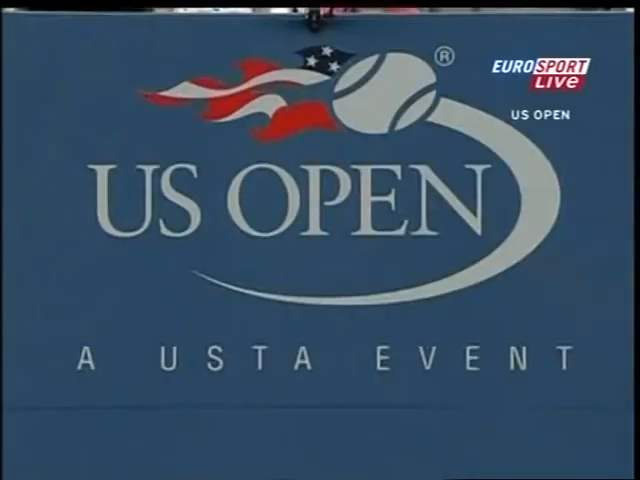 ®
EUROSPORT
LIVE
US OPEN
US OPEN
A USTA EVENT